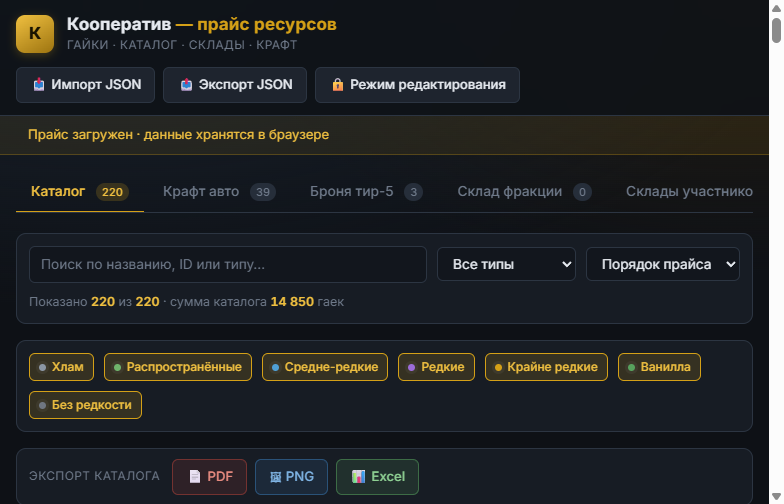 К
Кооператив — прайс ресурсов
ГАЙКИ · КАТАЛОГ · СКЛАДЫ · КРАФТ
Импорт JSON
Экспорт JSON
Режим редактирования
Прайс загружен · данные хранятся в браузере
Каталог 220
Крафт авто 39
Броня тир-5 3
Склад фракции 0
Склады участнико
Поиск по названию, ID или типу...
Все типы
Порядок прайса
Показано 220 из 220 · сумма каталога 14 850 гаек
Хлам
Распространённые
Средне-редкие
Редкие
Крайне редкие
Ванилла
Без редкости
ЭКСПОРТ КАТАЛОГА
PDF
PNG
Excel